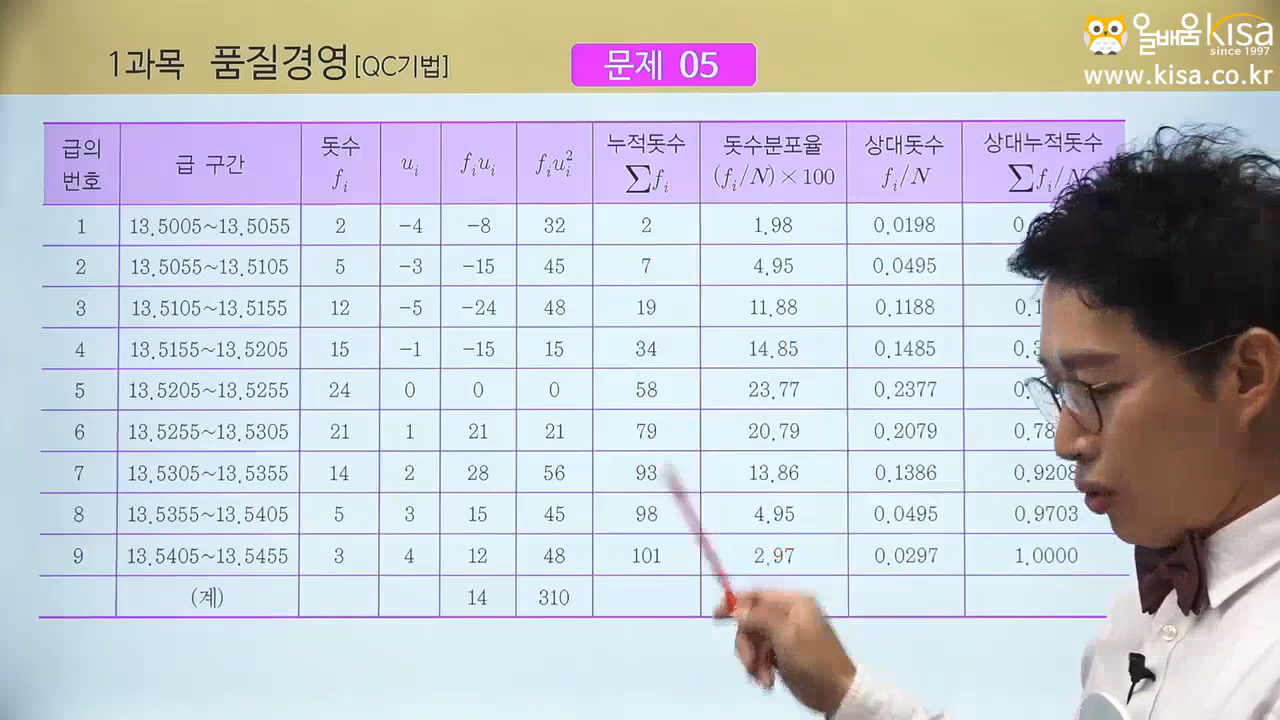 1과목 품질경영[QC기법]
문제 05
올배움 kisa
since 1997
www.kisa.co.kr
급의 번호 급 구간 돗수 fᵢ uᵢ fᵢuᵢ fᵢuᵢ² 누적돗수 ∑fᵢ 돗수분포율 (fᵢ/N)×100 상대돗수 fᵢ/N 상대누적돗수 ∑fᵢ/N
1 13.5005~13.5055 2 −4 −8 32 2 1.98 0.0198
2 13.5055~13.5105 5 −3 −15 45 7 4.95 0.0495
3 13.5105~13.5155 12 −5 −24 48 19 11.88 0.1188
4 13.5155~13.5205 15 −1 −15 15 34 14.85 0.1485
5 13.5205~13.5255 24 0 0 0 58 23.77 0.2377
6 13.5255~13.5305 21 1 21 21 79 20.79 0.2079
7 13.5305~13.5355 14 2 28 56 93 13.86 0.1386 0.9208
8 13.5355~13.5405 5 3 15 45 98 4.95 0.0495 0.9703
9 13.5405~13.5455 3 4 12 48 101 2.97 0.0297 1.0000
(계) 14 310